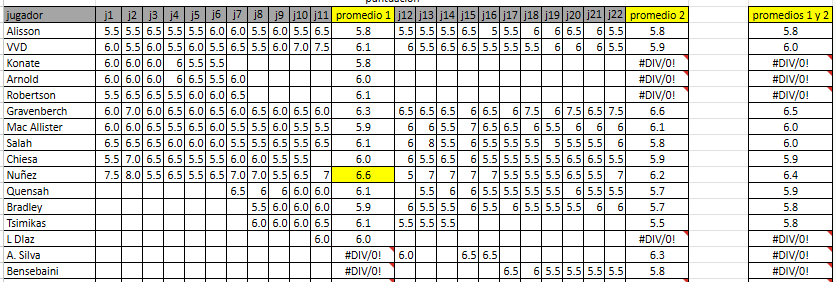 jugador j1 j2 j3 j4 j5 j6 j7 j8 j9 j10 j11 promedio 1 j12 j13 j14 j15 j16 j17 j18 j19 j20 j21 j22 promedio 2 promedios 1 y 2
Alisson 5.5 5.5 5.5 5.5 5.5 6.0 6.0 5.5 6.0 5.5 6.5 5.8 5.5 5.5 5.5 6.5 5 5.5 6 6 6.5 6 5.5 5.8 5.8
VVD 6.0 5.5 6.0 5.5 6.0 5.5 6.5 5.5 6.0 7.0 7.5 6.1 6 5.5 6.5 5.5 6.5 5.5 5.5 6 6 6 5.5 5.9 6.0
Konate 6.0 6.0 6.0 6 5.5 5.5 5.8 #DIV/0! #DIV/0!
Arnold 6.0 6.0 6.0 6 6.5 5.5 6.0 6.0 #DIV/0! #DIV/0!
Robertson 5.5 6.5 6.5 5.5 6.0 6.0 6.5 6.1 #DIV/0! #DIV/0!
Gravenberch 6.0 7.0 6.0 6.5 6.0 6.5 6.0 6.5 6.0 6.5 6.0 6.3 6.5 6.5 6.5 6 6.5 6 7.5 6 7.5 6.5 7.5 6.6 6.5
Mac Allister 6.0 6.0 6.5 5.5 6.5 6.0 5.5 5.5 6.0 5.5 5.5 5.9 6 6 5.5 7 6.5 6.5 6 5.5 6 6 6 6.1 6.0
Salah 6.5 6.5 6.5 6.0 6.0 6.0 5.5 5.5 6.5 5.5 6.5 6.1 6 8 5.5 6 5.5 5.5 5.5 5 5.5 5.5 6 5.8 6.0
Chiesa 5.5 7.0 6.5 6.5 5.5 5.5 6.0 6.0 5.5 5.5 6.0 6 5.5 6 6.5 5.5 5.5 5.5 5.5 6.5 6 6 5.9 5.9
Nuñez 7.5 8.0 5.5 6.5 5.5 6.5 7.0 7.0 5.5 6.5 7 6.6 5 7 7 7 6.5 5.5 5.5 5.5 6 6.5 7 6.2 6.4
Quensah 6.5 6 6 6.0 6.0 6.1 5.5 6 6 5.5 5.5 5.5 5.5 5.5 6.5 5.5 5.7 5.9
Bradley 5.5 6.0 6.0 6.0 5.9 6 5.5 5.5 6 5.5 6 5.5 5.5 5.5 6 6 5.7 5.8
Tsimikas 6.0 6.0 6.0 6.5 6.1 5.5 5.5 5.5 5.5 5.8
L Diaz 6.0 6.0 #DIV/0! #DIV/0!
A. Silva #DIV/0! 6.0 6.5 6.5 6.3 #DIV/0!
Bensebaini #DIV/0! 6.5 6 5.5 5.5 5.5 5.5 5.8 #DIV/0!